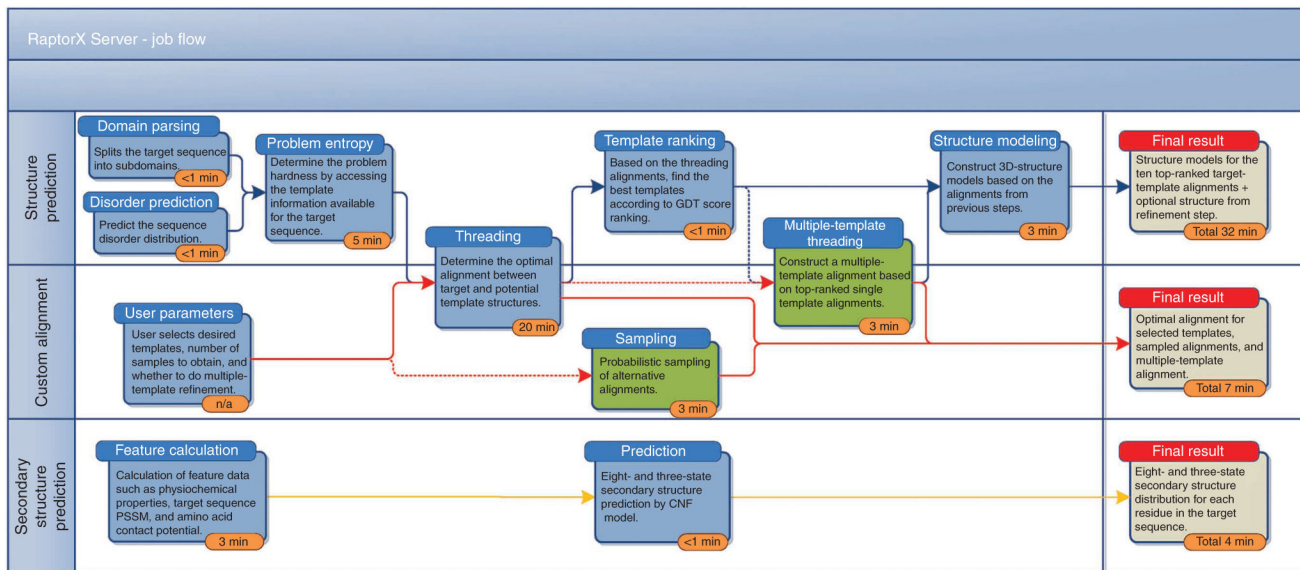 RaptorX Server - job flow
Structure
prediction
Domain parsing
Splits the target sequence
into subdomains.
<1 min
Disorder prediction
Predict the sequence
disorder distribution.
<1 min
Problem entropy
Determine the problem
hardness by accessing
the template
information available
for the target
sequence.
5 min
Threading
Determine the optimal
alignment between
target and potential
template structures.
20 min
Template ranking
Based on the threading
alignments, find the
best templates
according to GDT score
ranking.
<1 min
Multiple-template
threading
Construct a multiple-
template alignment based
on top-ranked single
template alignments.
3 min
Structure modeling
Construct 3D-structure
models based on the
alignments from
previous steps.
3 min
Final result
Structure models for the
ten top-ranked target-
template alignments +
optional structure from
refinement step.
Total 32 min
Custom alignment
User parameters
User selects desired
templates, number of
samples to obtain, and
whether to do multiple-
template refinement.
n/a
Sampling
Probabilistic sampling
of alternative
alignments.
3 min
Final result
Optimal alignment for
selected templates,
sampled alignments, and
multiple-template
alignment.
Total 7 min
Secondary
structure
prediction
Feature calculation
Calculation of feature data
such as physiochemical
properties, target sequence
PSSM, and amino acid
contact potential.
3 min
Prediction
Eight- and three-state
secondary structure
prediction by CNF
model.
<1 min
Final result
Eight- and three-state
secondary structure
distribution for each
residue in the target
sequence.
Total 4 min